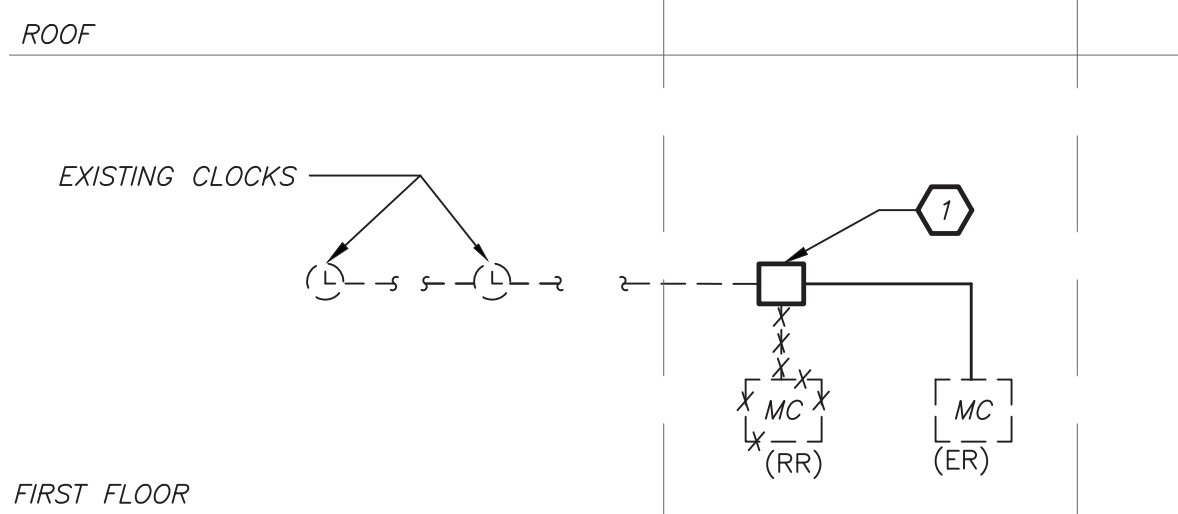 ROOF
EXISTING CLOCKS
1
MC
MC
(RR)
(ER)
FIRST FLOOR